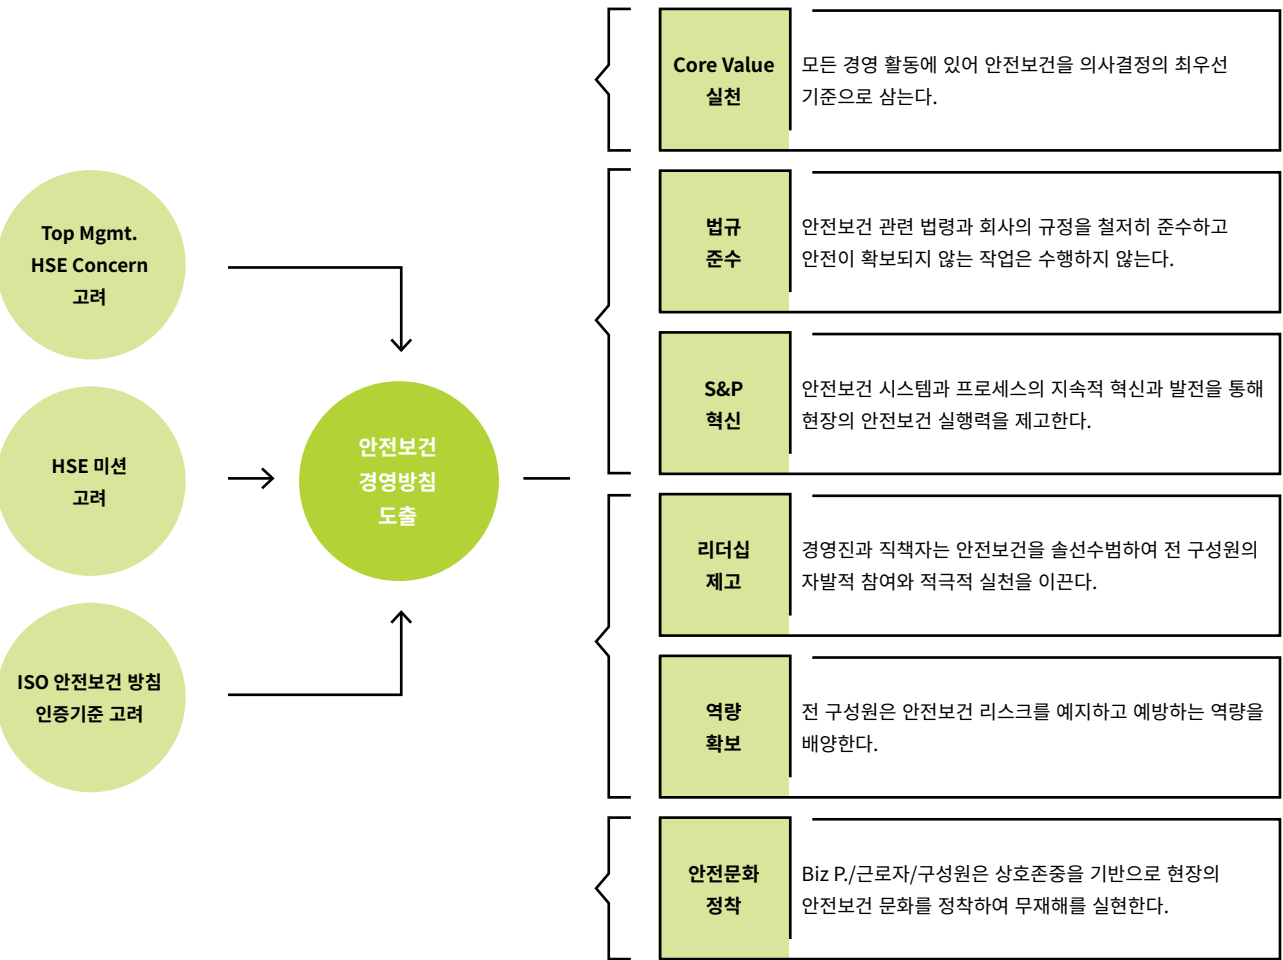 Top Mgmt.
HSE Concern
고려
HSE 미션
고려
ISO 안전보건 방침
인증기준 고려
안전보건
경영방침
도출
Core Value
실천
모든 경영 활동에 있어 안전보건을 의사결정의 최우선
기준으로 삼는다.
법규
준수
안전보건 관련 법령과 회사의 규정을 철저히 준수하고
안전이 확보되지 않는 작업은 수행하지 않는다.
S&P
혁신
안전보건 시스템과 프로세스의 지속적 혁신과 발전을 통해
현장의 안전보건 실행력을 제고한다.
리더십
제고
경영진과 직책자는 안전보건을 솔선수범하여 전 구성원의
자발적 참여와 적극적 실천을 이끈다.
역량
확보
전 구성원은 안전보건 리스크를 예지하고 예방하는 역량을
배양한다.
안전문화
정착
Biz P./근로자/구성원은 상호존중을 기반으로 현장의
안전보건 문화를 정착하여 무재해를 실현한다.